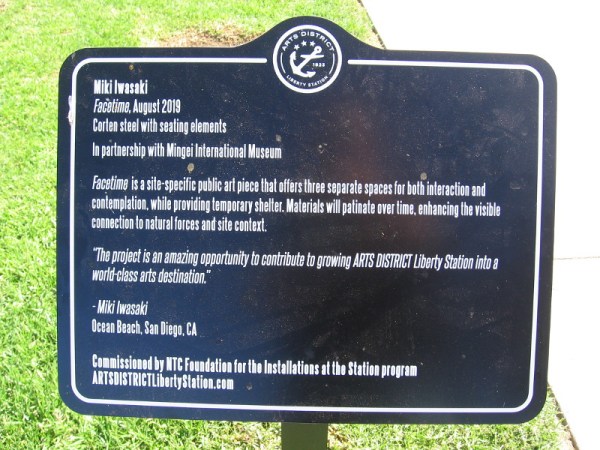 ARTS DISTRICT
1923
LIBERTY STATION
Miki Iwasaki
Facetime, August 2019
Corten steel with seating elements
In partnership with Mingei International Museum
Facetime is a site-specific public art piece that offers three separate spaces for both interaction and
contemplation, while providing temporary shelter. Materials will patinate over time, enhancing the visible
connection to natural forces and site context.
"The project is an amazing opportunity to contribute to growing ARTS DISTRICT Liberty Station into a
world-class arts destination."
- Miki Iwasaki
Ocean Beach, San Diego, CA
Commissioned by NTC Foundation for the Installations at the Station program
ARTSDISTRICTLibertyStation.com